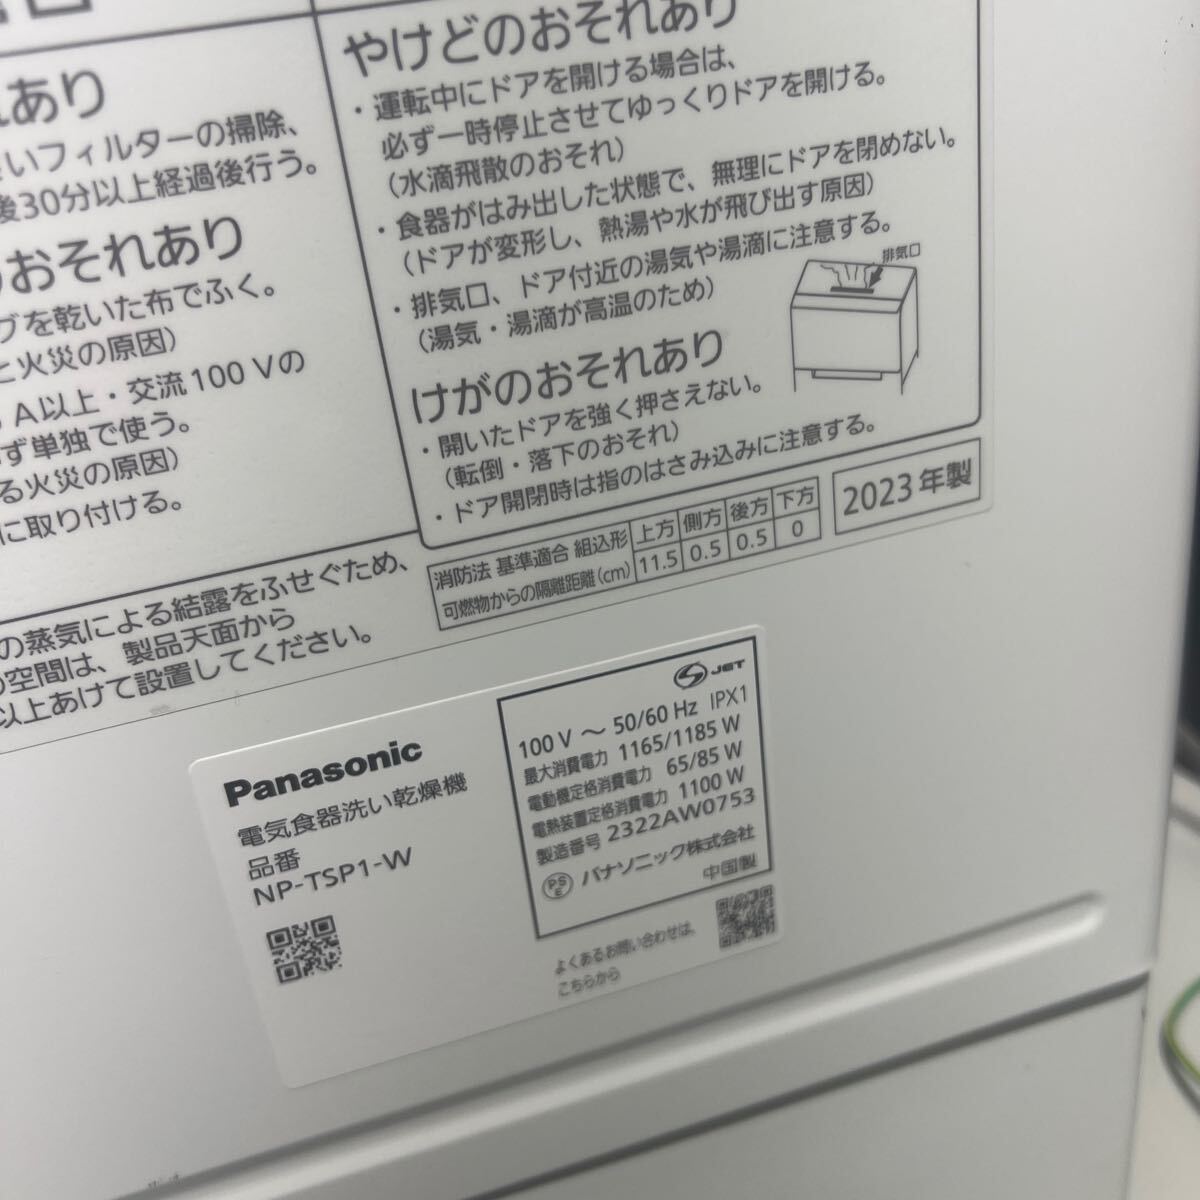 れあり
いフィルターの掃除、
後30分以上経過後行う。
のおそれあり
グを乾いた布でふく。
と火災の原因)
A以上・交流100 Vの
ず単独で使う。
る火災の原因)
に取り付ける。
の蒸気による結露をふせぐため、
の空間は、製品天面から
以上あけて設置してください。
やけどのおそれあり
・運転中にドアを開ける場合は、
必ず一時停止させてゆっくりドアを開ける。
(水滴飛散のおそれ)
・食器がはみ出した状態で、無理にドアを閉めない。
(ドアが変形し、熱湯や水が飛び出す原因)
・排気口、ドア付近の湯気や湯滴に注意する。
(湯気・湯滴が高温のため)
排気口
けがのおそれあり
・開いたドアを強く押さえない。
(転倒・落下のおそれ)
・ドア開閉時は指のはさみ込みに注意する。
消防法 基準適合 組込形 上方 側方 後方 下方
可燃物からの隔離距離(cm) 11.5 0.5 0.5 0
2023年製
Panasonic
電気食器洗い乾燥機
品番
NP-TSP1-W
JET
100 V ～ 50/60 Hz IPX1
最大消費電力 1165/1185 W
電動機定格消費電力 65/85 W
電熱装置定格消費電力 1100 W
製造番号 2322AW0753
PSE パナソニック株式会社
中国製
よくあるお問い合わせは、
こちらから